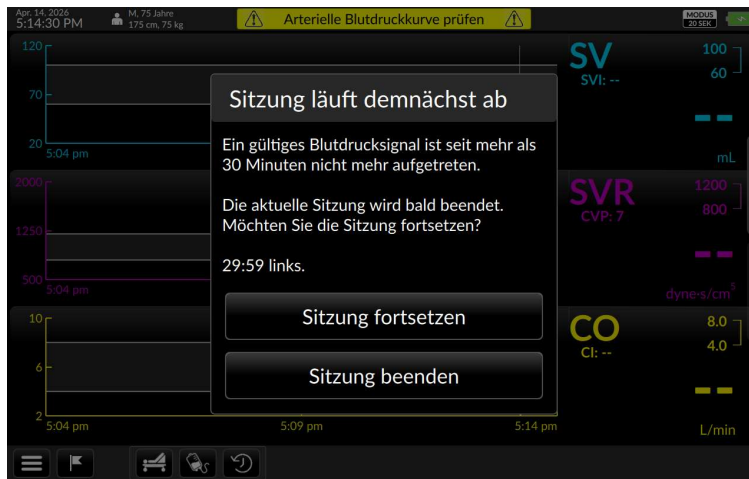 Apr. 14, 2026
5:14:30 PM
M, 75 Jahre
175 cm, 75 kg
Arterielle Blutdruckkurve prüfen
MODUS
20 SEK
120
70
20
5:04 pm
SV
SVI: --
100
60
--
mL
Sitzung läuft demnächst ab
Ein gültiges Blutdrucksignal ist seit mehr als
30 Minuten nicht mehr aufgetreten.
Die aktuelle Sitzung wird bald beendet.
Möchten Sie die Sitzung fortsetzen?
29:59 links.
Sitzung fortsetzen
Sitzung beenden
2000
1250
500
5:04 pm
SVR
CVP: 7
1200
800
--
dyne·s/cm⁵
10
6
2
5:04 pm
5:09 pm
5:14 pm
CO
CI: --
8.0
4.0
--
L/min